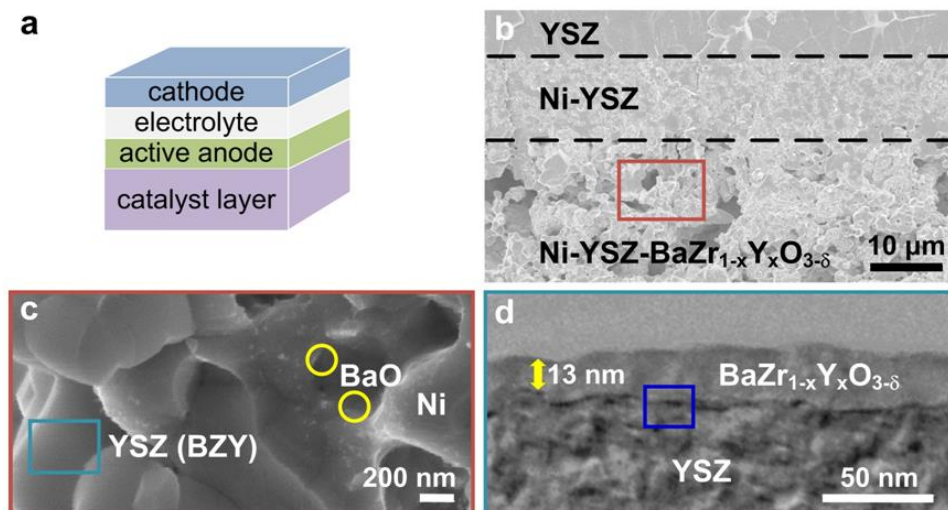 a
cathode
electrolyte
active anode
catalyst layer
b
YSZ
Ni-YSZ
Ni-YSZ-BaZr₁₋ₓYₓO₃₋δ
10 µm
c
BaO
Ni
YSZ (BZY)
200 nm
d
13 nm
BaZr₁₋ₓYₓO₃₋δ
YSZ
50 nm